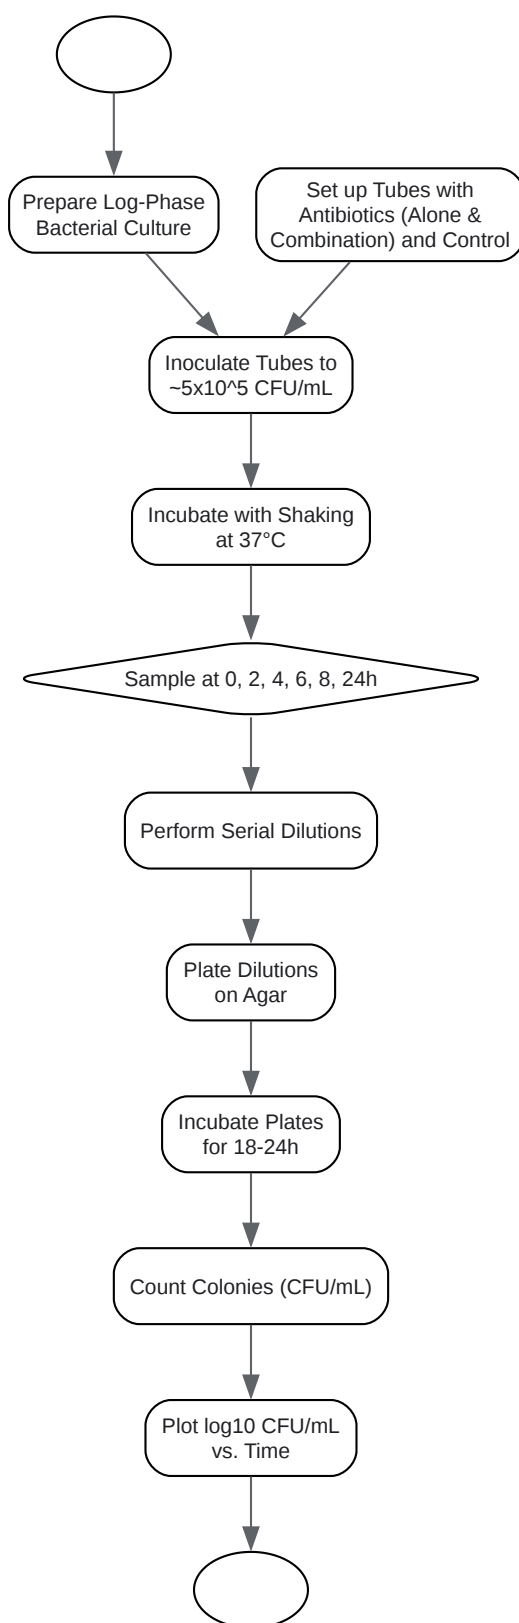 Prepare Log-Phase
Bacterial Culture
Set up Tubes with
Antibiotics (Alone &
Combination) and Control
Inoculate Tubes to
~5x10^5 CFU/mL
Incubate with Shaking
at 37°C
Sample at 0, 2, 4, 6, 8, 24h
Perform Serial Dilutions
Plate Dilutions
on Agar
Incubate Plates
for 18-24h
Count Colonies (CFU/mL)
Plot log10 CFU/mL
vs. Time